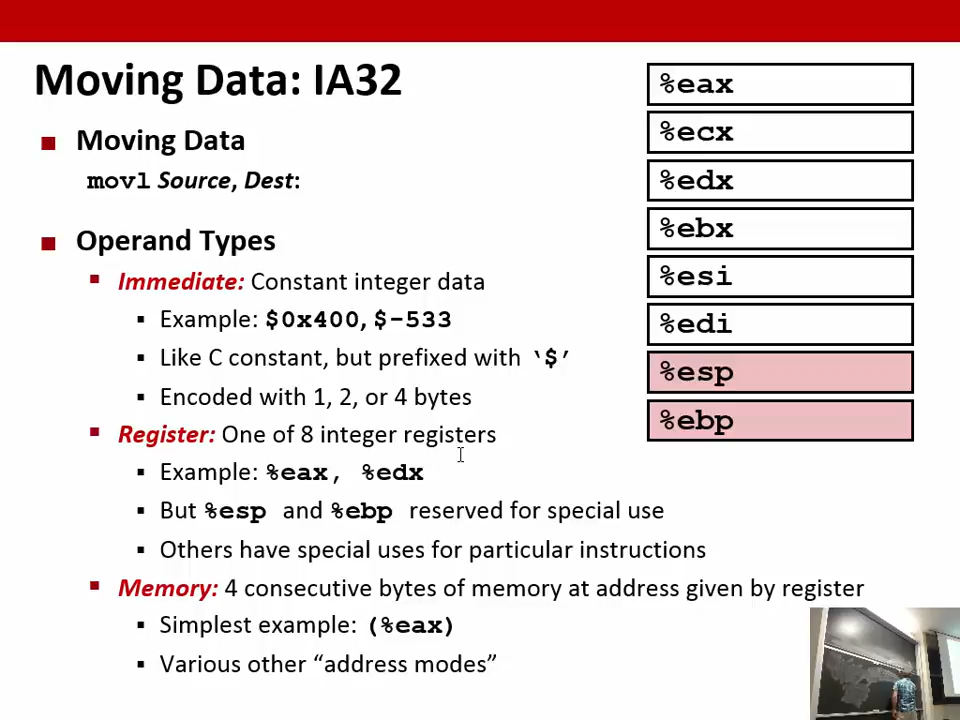 Moving Data: IA32
■ Moving Data
movl Source, Dest:
■ Operand Types
▪ Immediate: Constant integer data
▪ Example: $0x400, $-533
▪ Like C constant, but prefixed with ‘$’
▪ Encoded with 1, 2, or 4 bytes
▪ Register: One of 8 integer registers
▪ Example: %eax, %edx
▪ But %esp and %ebp reserved for special use
▪ Others have special uses for particular instructions
▪ Memory: 4 consecutive bytes of memory at address given by register
▪ Simplest example: (%eax)
▪ Various other “address modes”
%eax
%ecx
%edx
%ebx
%esi
%edi
%esp
%ebp